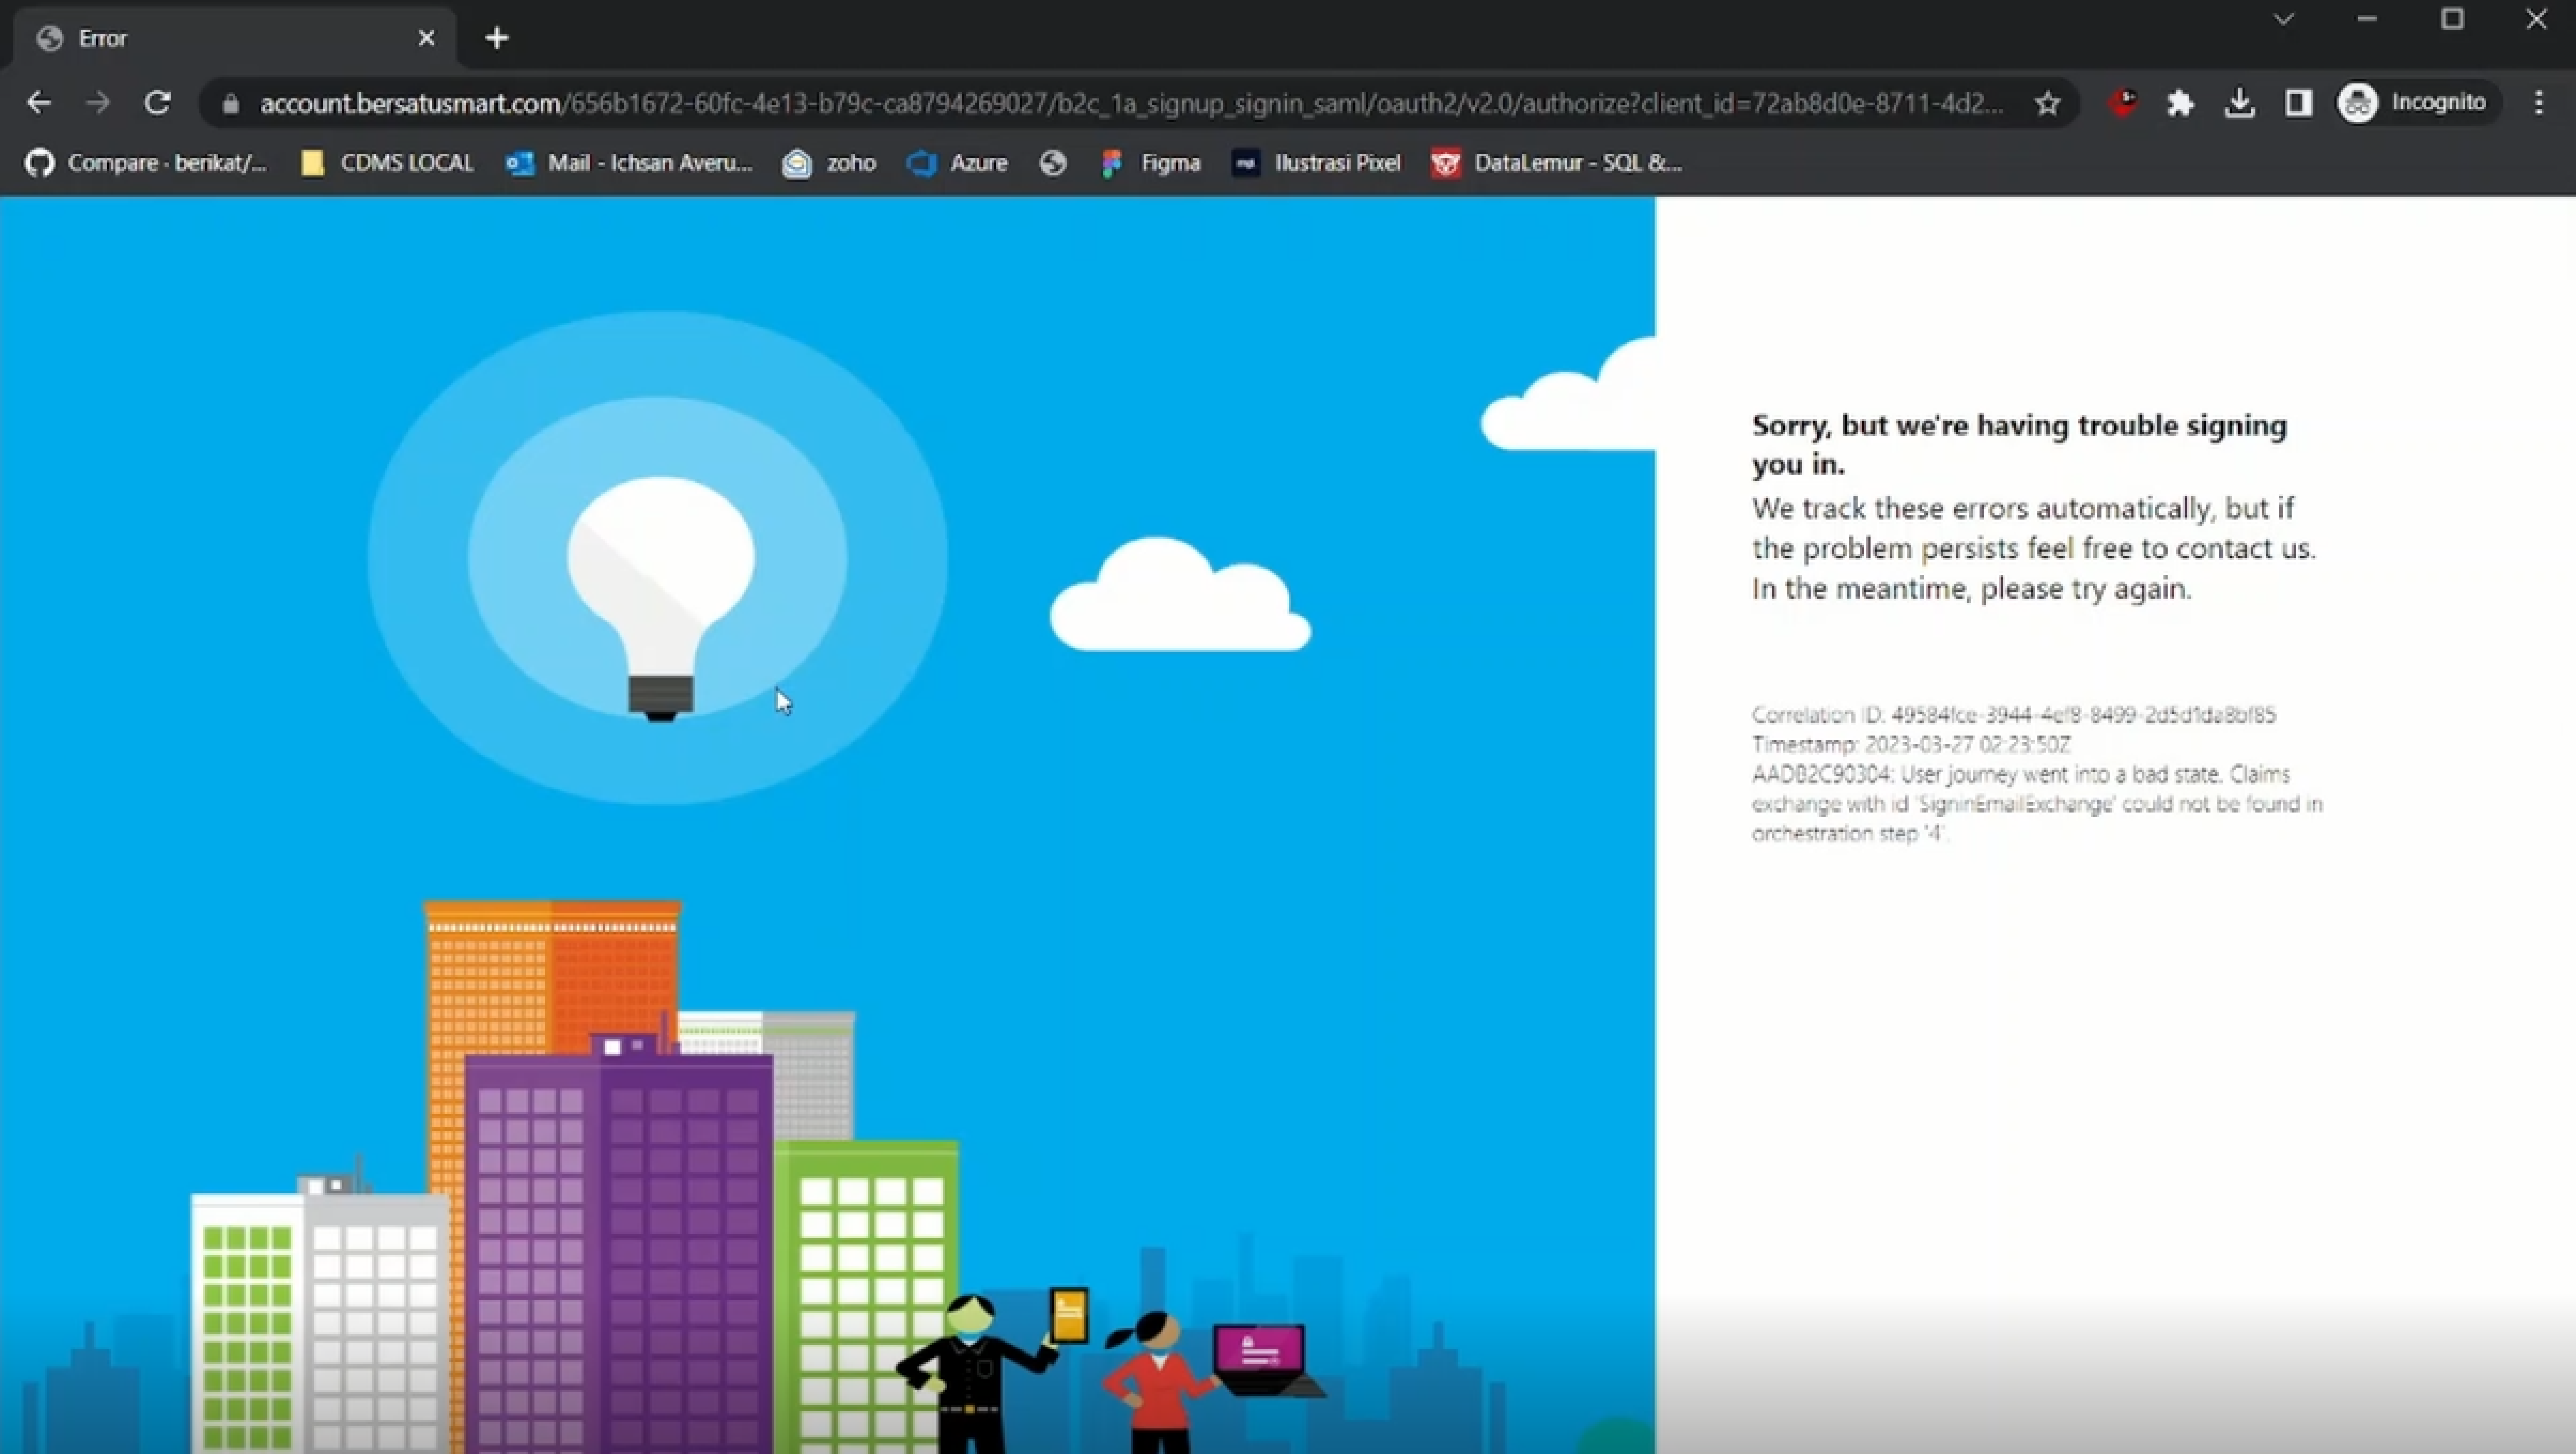 Error
account.bersatusmart.com/656b1672-60fc-4e13-b79c-ca8794269027/b2c_1a_signup_signin_saml/oauth2/v2.0/authorize?client_id=72ab8d0e-8711-4d2...
Incognito
Compare · berikat/...
CDMS LOCAL
Mail - Ichsan Averu...
zoho
Azure
Figma
Ilustrasi Pixel
DataLemur - SQL &...
Sorry, but we're having trouble signing
you in.
We track these errors automatically, but if
the problem persists feel free to contact us.
In the meantime, please try again.
Correlation ID: 49584fce-3944-4ef8-8499-2d5d1da8bf85
Timestamp: 2023-03-27 02:23:50Z
AADB2C90304: User journey went into a bad state. Claims
exchange with id 'SigninEmailExchange' could not be found in
orchestration step '4'.